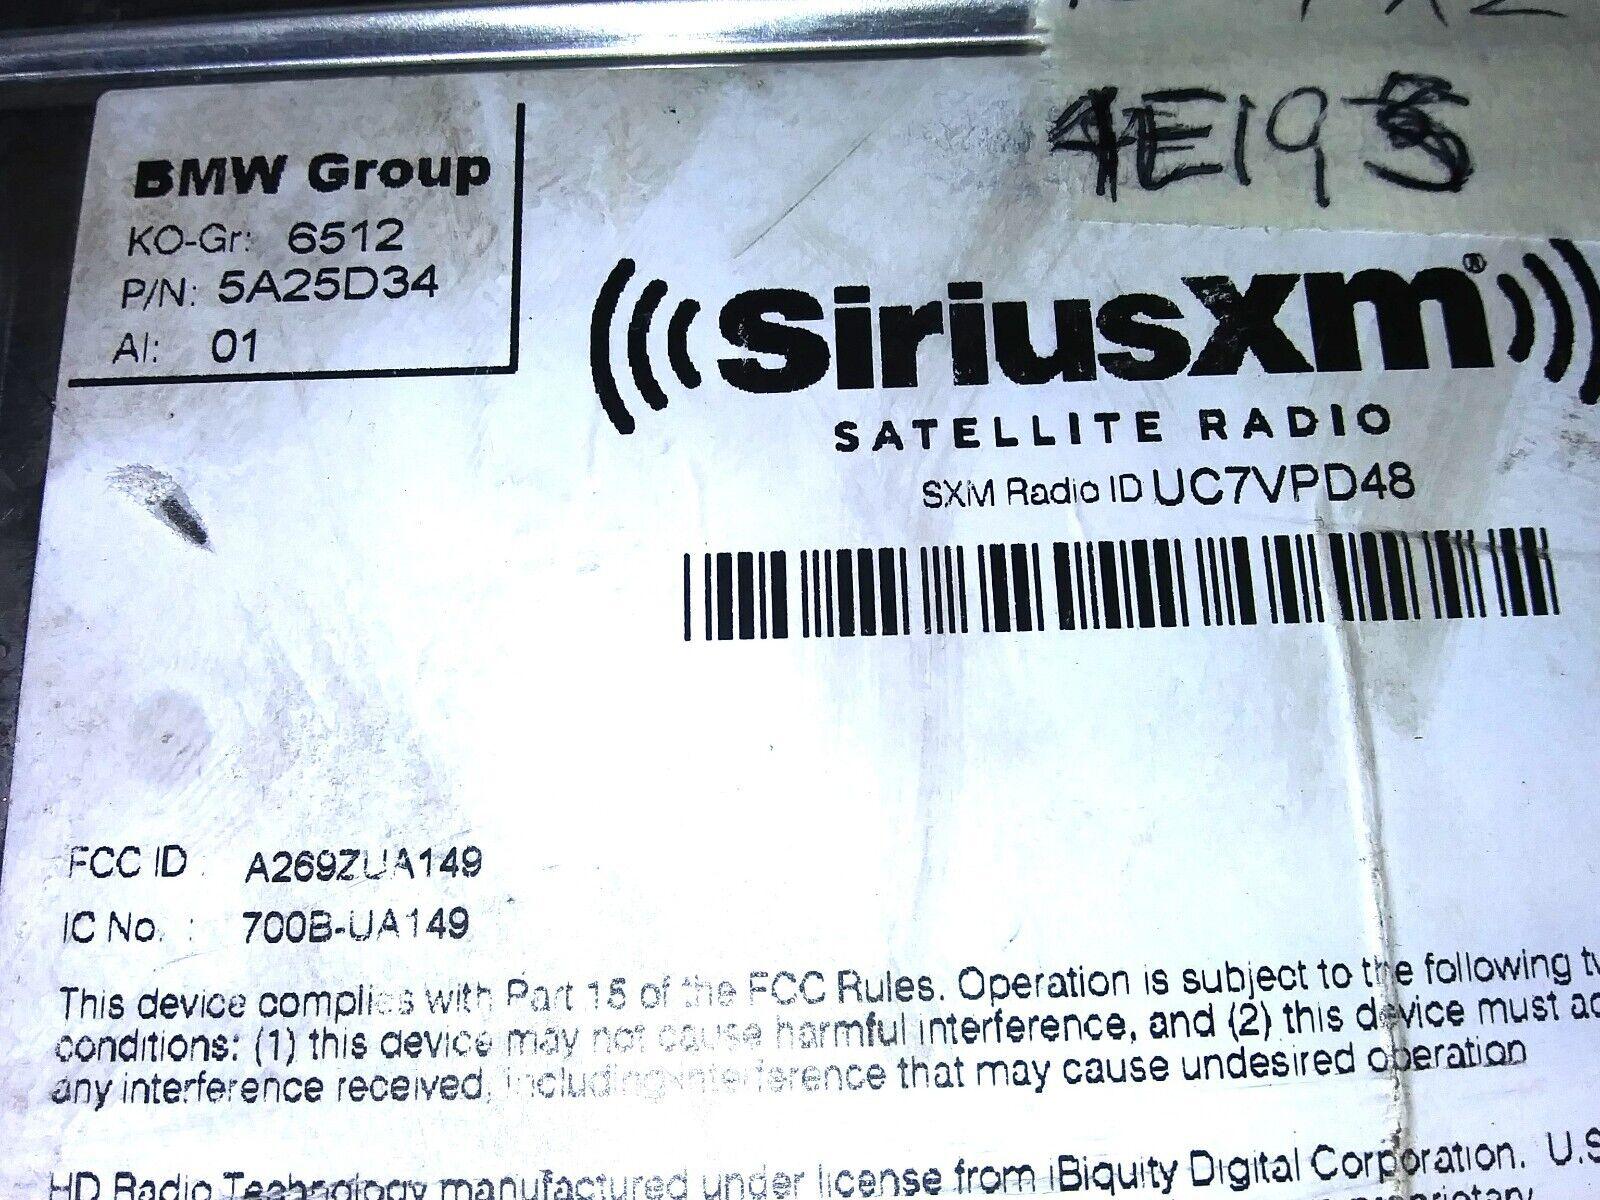 4E193
BMW Group
KO-Gr: 6512
P/N: 5A25D34
AI: 01
((( SiriusXM® )))
SATELLITE RADIO
SXM Radio ID UC7VPD48
FCC ID : A269ZUA149
IC No. : 700B-UA149
This device complies with Part 15 of the FCC Rules. Operation is subject to the following
conditions: (1) this device may not cause harmful interference, and (2) this device must
any interference received, including interference that may cause undesired operation
HD Radio Technology manufactured under license from iBiquity Digital Corporation. U.S
proprietary